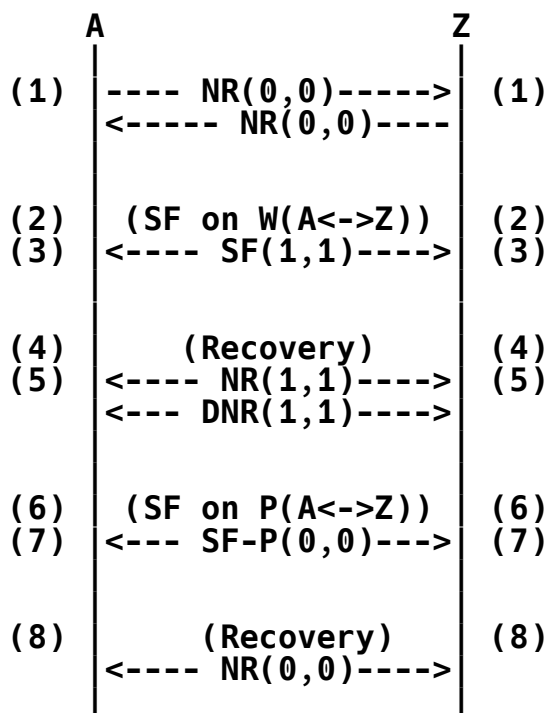 A Z
(1) |---- NR(0,0)----->| (1)
|<----- NR(0,0)----|
(2) | (SF on W(A<->Z)) | (2)
(3) |<---- SF(1,1)---->| (3)
(4) | (Recovery) | (4)
(5) |<---- NR(1,1)---->| (5)
|<--- DNR(1,1)---->|
(6) | (SF on P(A<->Z)) | (6)
(7) |<--- SF-P(0,0)--->| (7)
(8) | (Recovery) | (8)
|<---- NR(0,0)---->|